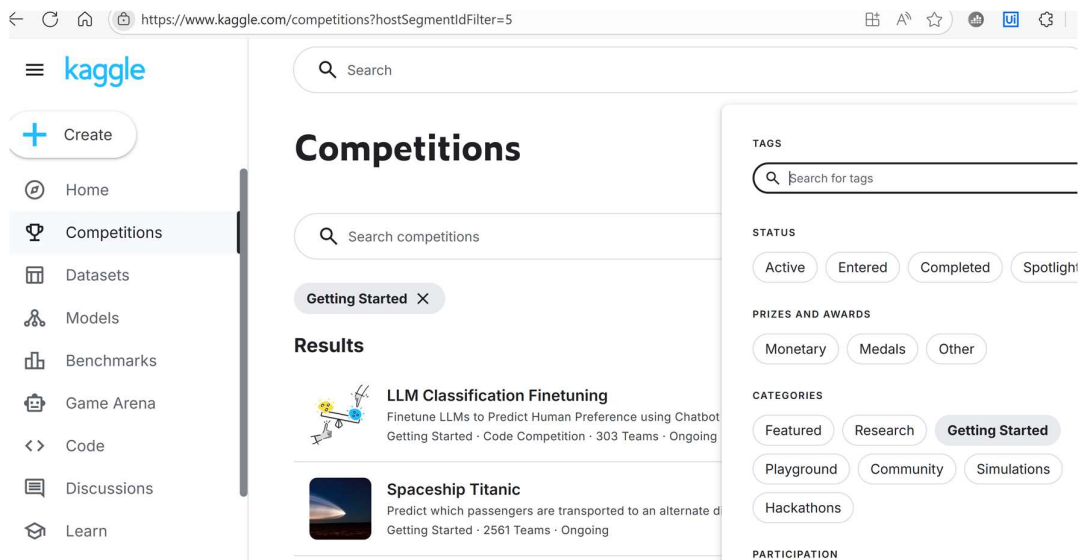 https://www.kaggle.com/competitions?hostSegmentIdFilter=5
Ui
kaggle
Search
Create
Home
Competitions
Datasets
Models
Benchmarks
Game Arena
Code
Discussions
Learn
Competitions
Search competitions
Getting Started
Results
LLM Classification Finetuning
Finetune LLMs to Predict Human Preference using Chatbot
Getting Started · Code Competition · 303 Teams · Ongoing
Spaceship Titanic
Predict which passengers are transported to an alternate d
Getting Started · 2561 Teams · Ongoing
TAGS
Search for tags
STATUS
Active Entered Completed Spotlight
PRIZES AND AWARDS
Monetary Medals Other
CATEGORIES
Featured Research Getting Started
Playground Community Simulations
Hackathons
PARTICIPATION